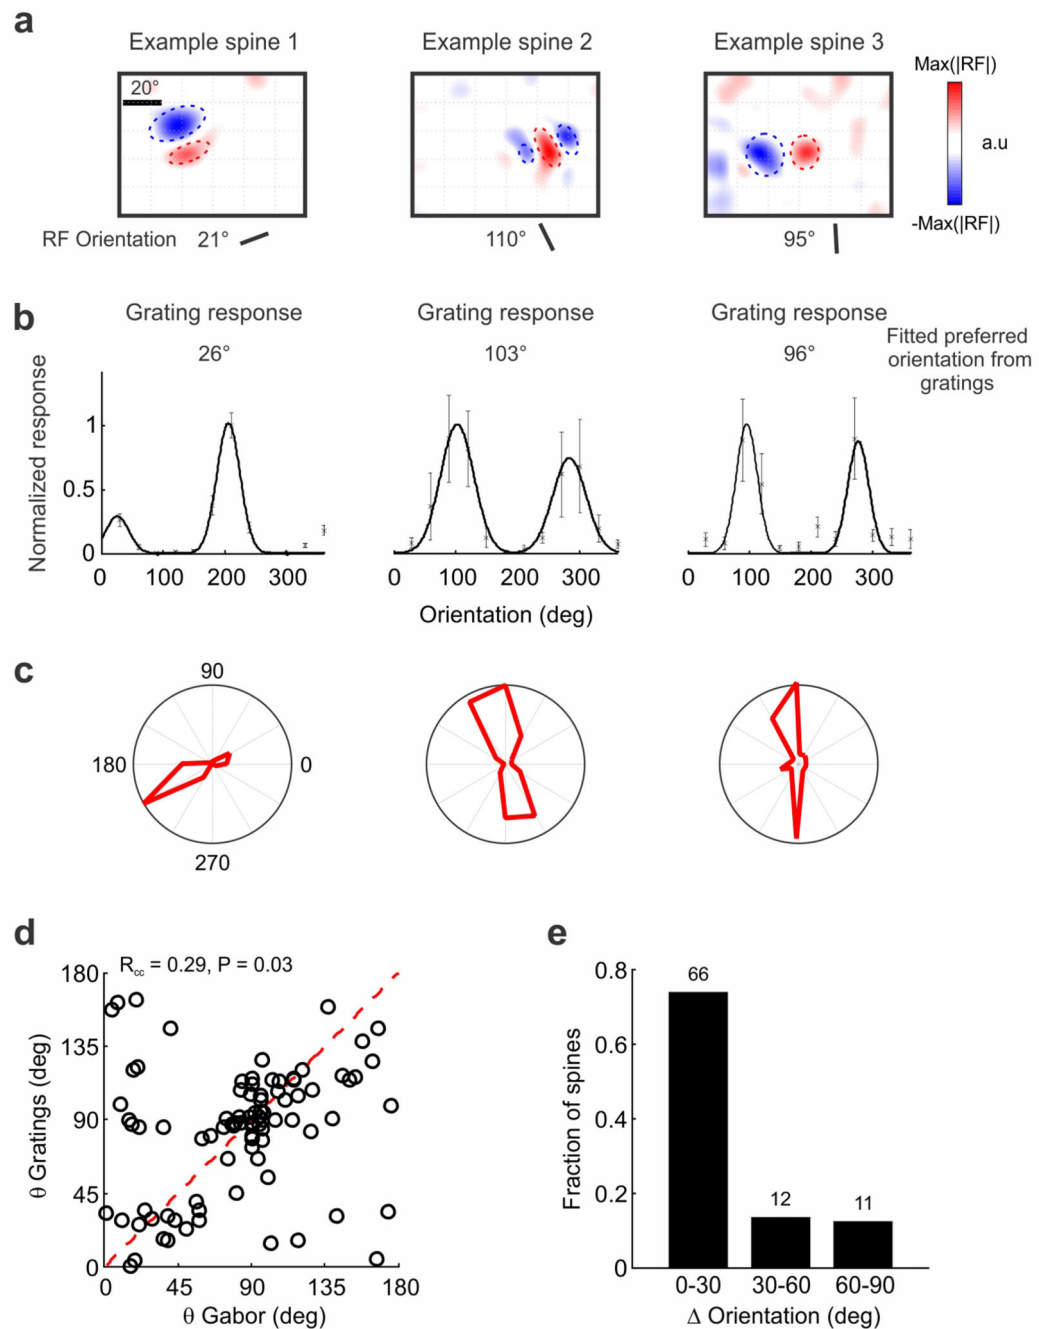 a
Example spine 1
Example spine 2
Example spine 3
Max(|RF|)
20°
a.u
-Max(|RF|)
RF Orientation 21°
110°
95°
b
Grating response
Grating response
Grating response
26°
103°
96°
Fitted preferred
orientation from
gratings
Normalized response
1
0.5
0
0 100 200 300
0 100 200 300
0 100 200 300
Orientation (deg)
c
90
180
0
270
d
R_cc = 0.29, P = 0.03
180
135
90
45
0
θ Gratings (deg)
0 45 90 135 180
θ Gabor (deg)
e
0.8
0.6
0.4
0.2
0
Fraction of spines
66
12
11
0-30 30-60 60-90
Δ Orientation (deg)